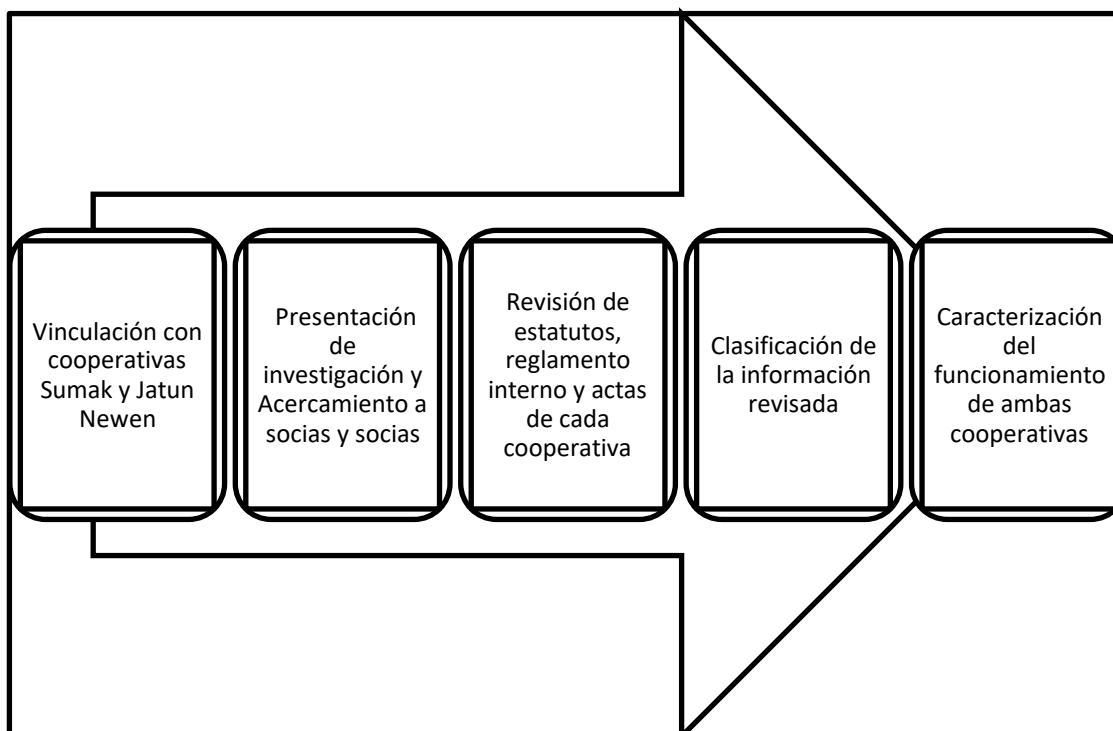 Vinculación con
cooperativas
Sumak y Jatun
Newen
Presentación
de
investigación y
Acercamiento a
socias y socias
Revisión de
estatutos,
reglamento
interno y actas
de cada
cooperativa
Clasificación de
la información
revisada
Caracterización
del
funcionamiento
de ambas
cooperativas